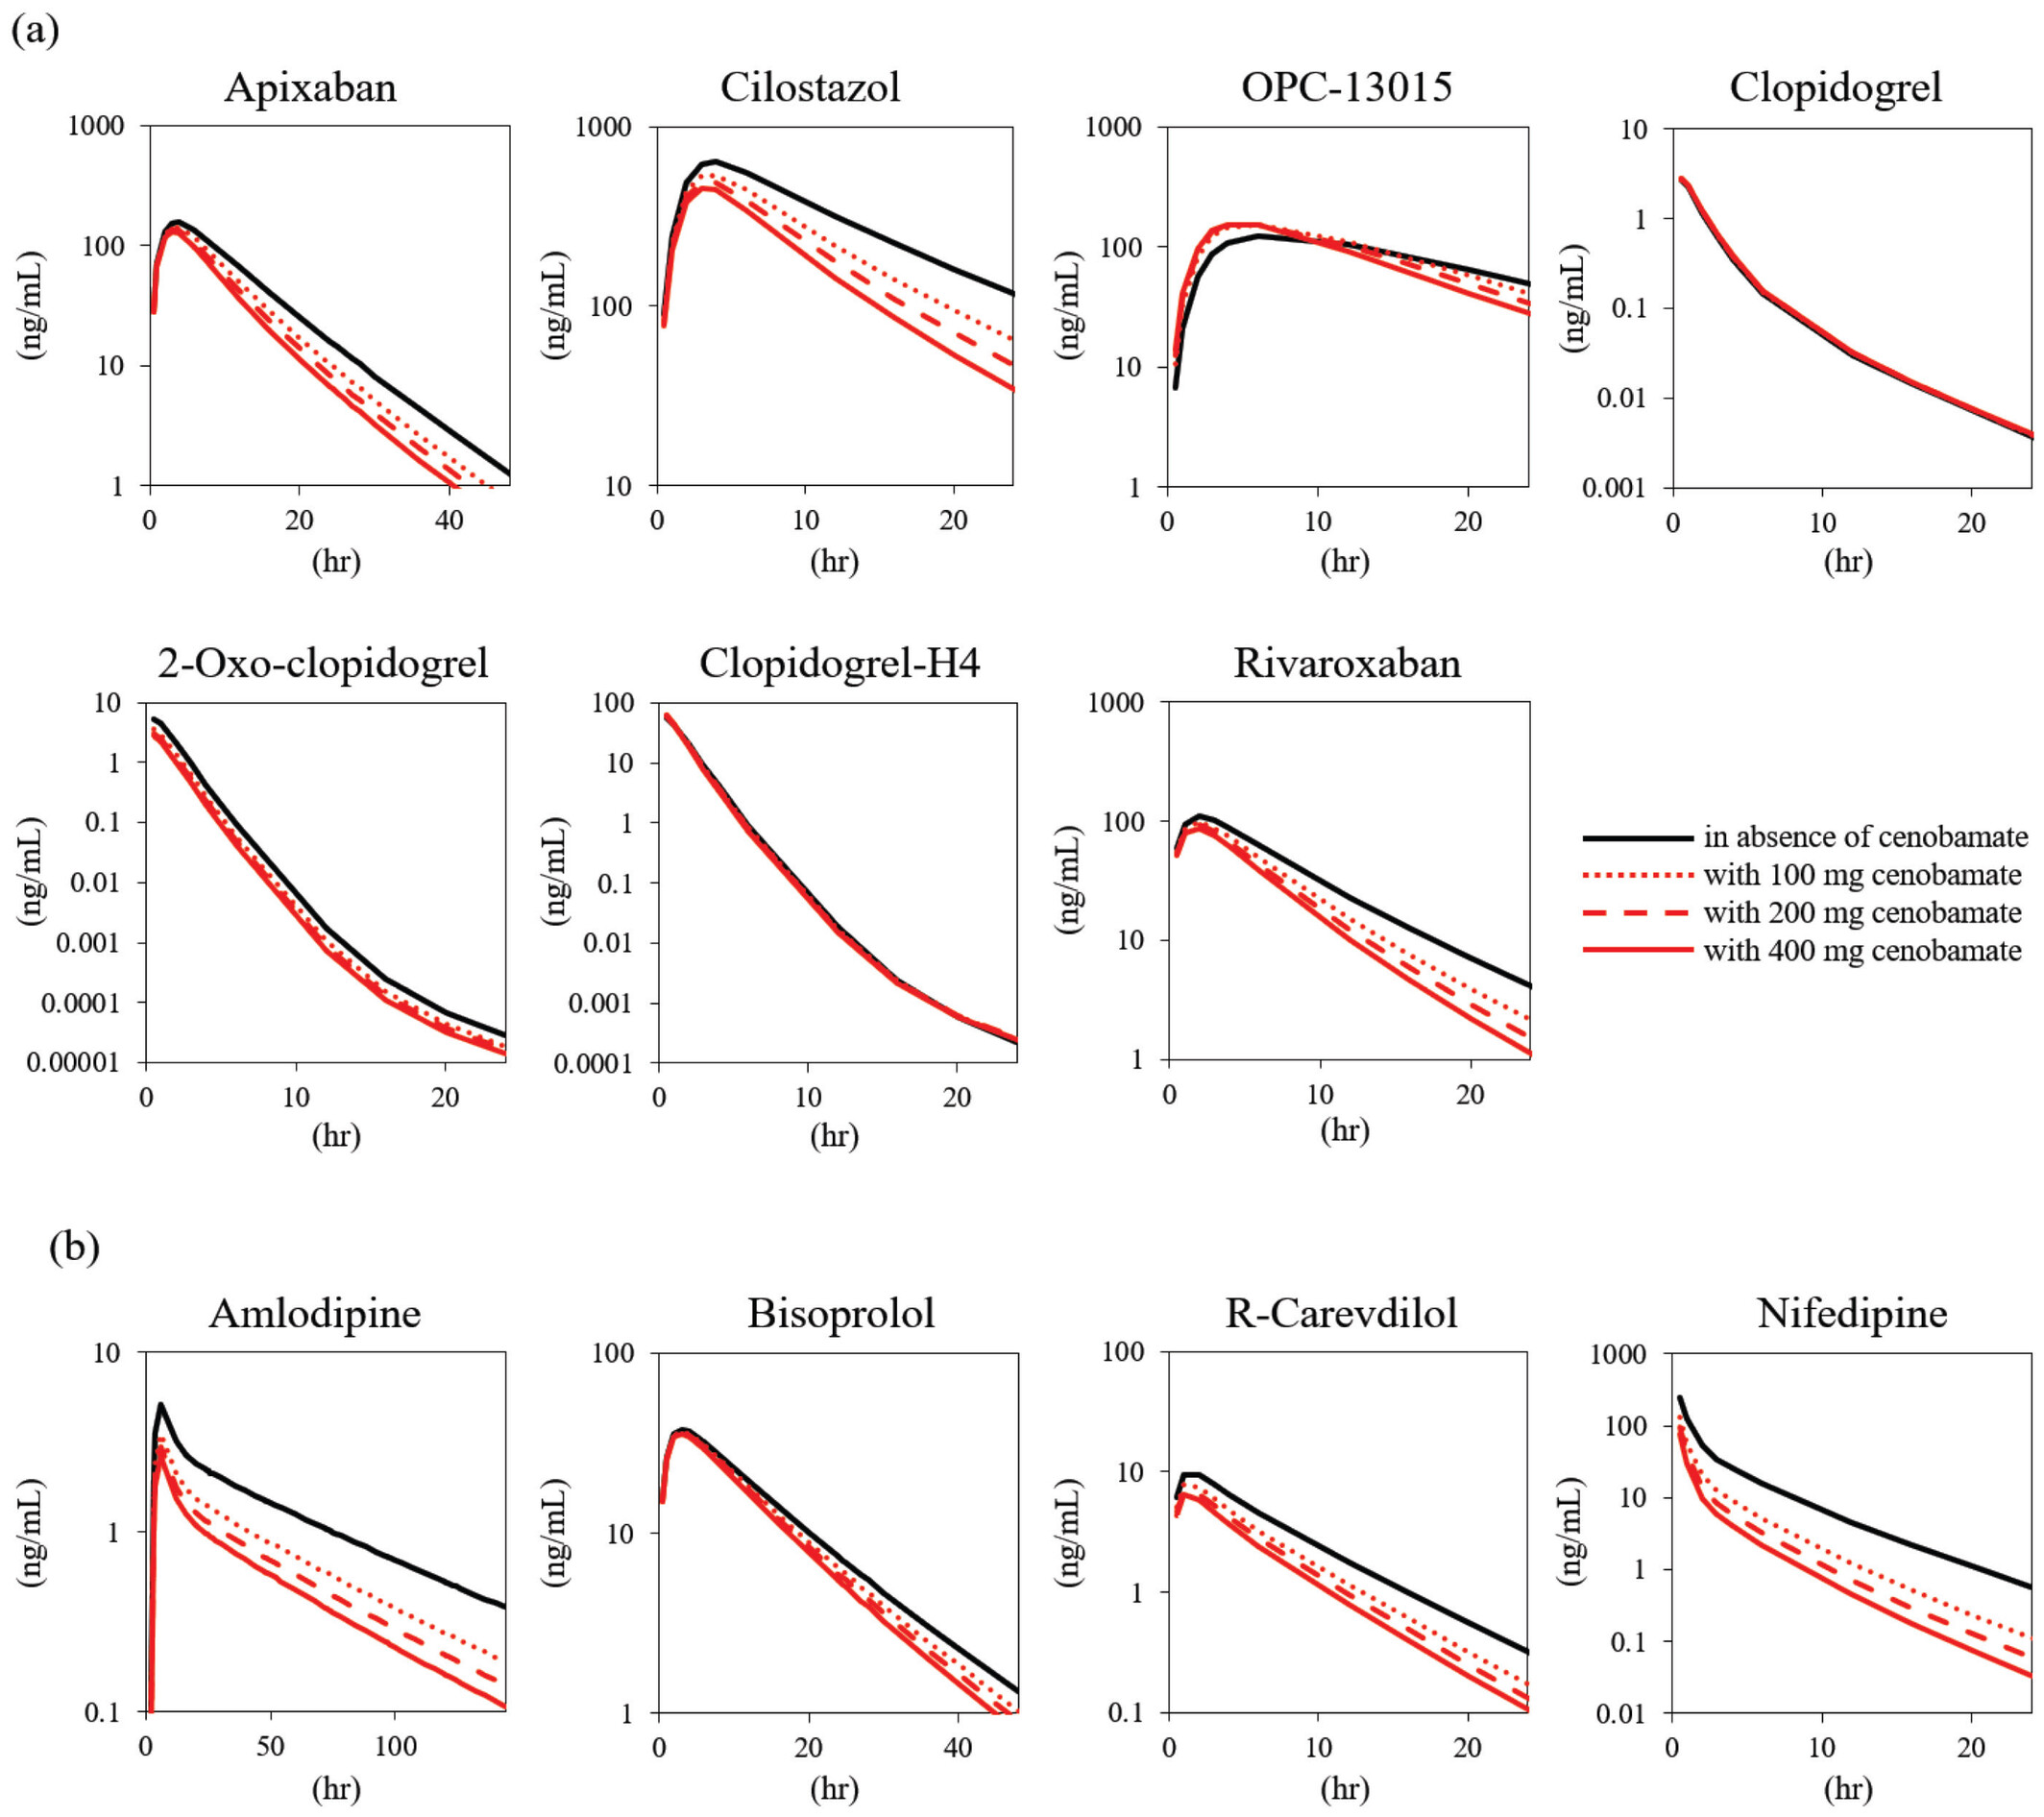 (a)
Apixaban
Cilostazol
OPC-13015
Clopidogrel
1000
100
10
1
(ng/mL)
0
20
40
(hr)
1000
100
10
(ng/mL)
0
10
20
(hr)
1000
100
10
1
(ng/mL)
0
10
20
(hr)
10
1
0.1
0.01
0.001
(ng/mL)
0
10
20
(hr)
2-Oxo-clopidogrel
Clopidogrel-H4
Rivaroxaban
10
1
0.1
0.01
0.001
0.0001
0.00001
(ng/mL)
0
10
20
(hr)
100
10
1
0.1
0.01
0.001
0.0001
(ng/mL)
0
10
20
(hr)
1000
100
10
1
(ng/mL)
0
10
20
(hr)
in absence of cenobamate
with 100 mg cenobamate
with 200 mg cenobamate
with 400 mg cenobamate
(b)
Amlodipine
Bisoprolol
R-Carevdilol
Nifedipine
10
1
0.1
(ng/mL)
0
50
100
(hr)
100
10
1
(ng/mL)
0
20
40
(hr)
100
10
1
0.1
(ng/mL)
0
10
20
(hr)
1000
100
10
1
0.1
0.01
(ng/mL)
0
10
20
(hr)